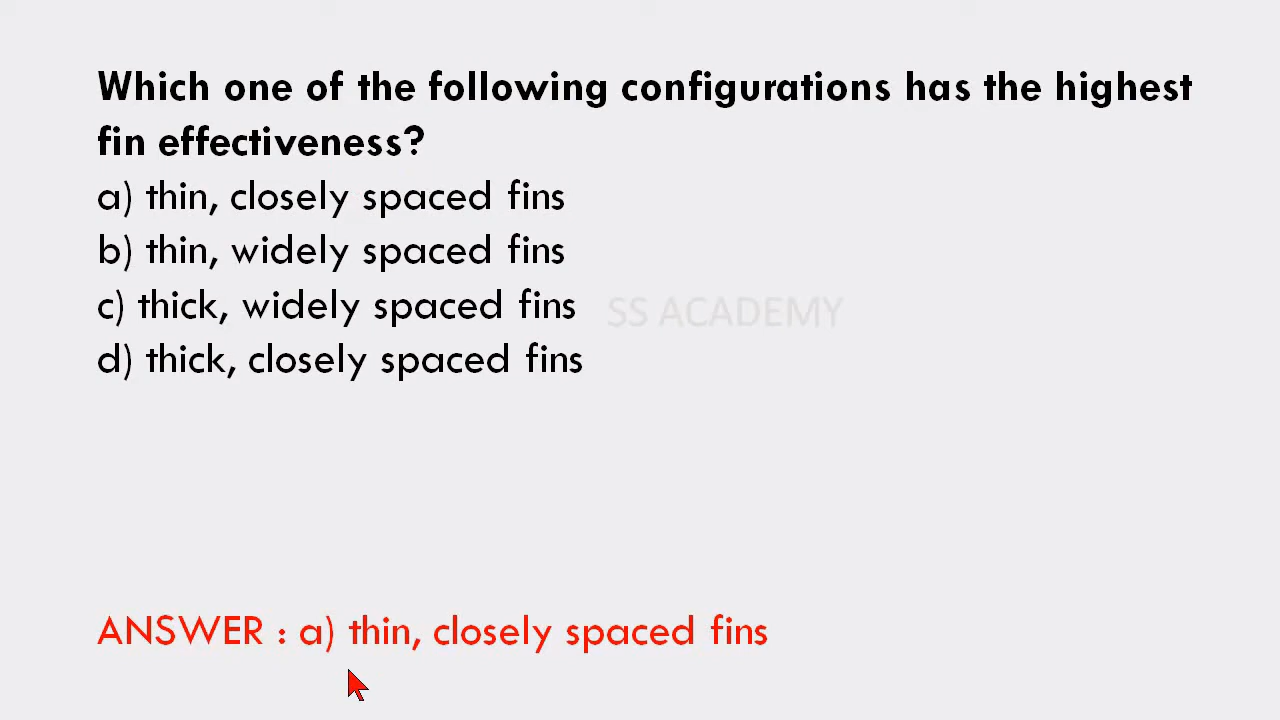 Which one of the following configurations has the highest
fin effectiveness?
a) thin, closely spaced fins
b) thin, widely spaced fins
c) thick, widely spaced fins
SS ACADEMY
d) thick, closely spaced fins
ANSWER : a) thin, closely spaced fins